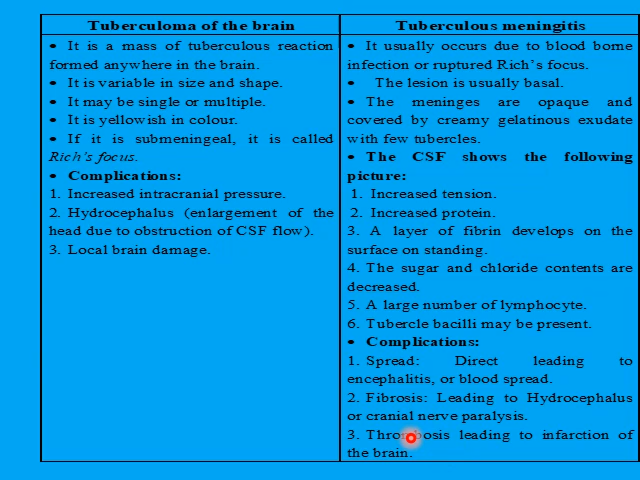 Tuberculoma of the brain
• It is a mass of tuberculous reaction
formed anywhere in the brain.
• It is variable in size and shape.
• It may be single or multiple.
• It is yellowish in colour.
• If it is submeningeal, it is called
Rich's focus.
• Complications:
1. Increased intracranial pressure.
2. Hydrocephalus (enlargement of the
head due to obstruction of CSF flow).
3. Local brain damage.
Tuberculous meningitis
• It usually occurs due to blood borne
infection or ruptured Rich's focus.
• The lesion is usually basal.
• The meninges are opaque and
covered by creamy gelatinous exudate
with few tubercles.
• The CSF shows the following
picture:
1. Increased tension.
2. Increased protein.
3. A layer of fibrin develops on the
surface on standing.
4. The sugar and chloride contents are
decreased.
5. A large number of lymphocyte.
6. Tubercle bacilli may be present.
• Complications:
1. Spread: Direct leading to
encephalitis, or blood spread.
2. Fibrosis: Leading to Hydrocephalus
or cranial nerve paralysis.
3. Thrombosis leading to infarction of
the brain.